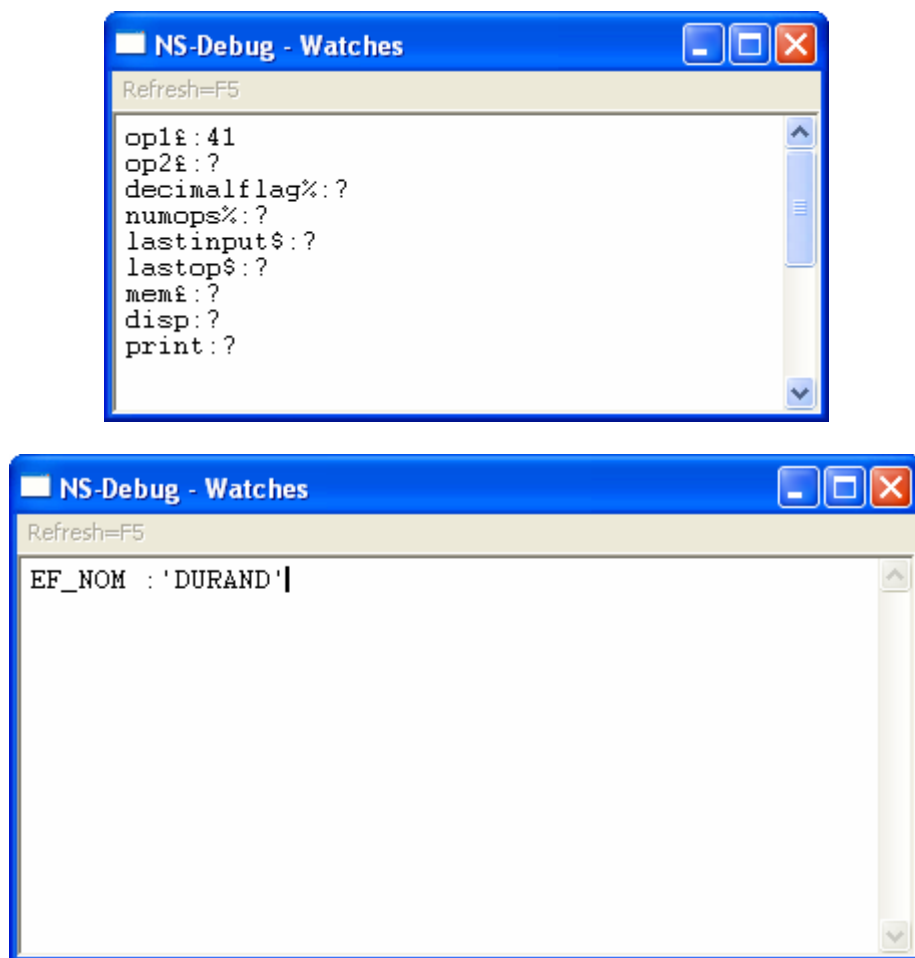 NS-Debug - Watches
Refresh=F5
op1£:41
op2£:?
decimalflag%:?
numops%:?
lastinput$:?
lastop$:?
mem£:?
disp:?
print:?
NS-Debug - Watches
Refresh=F5
EF_NOM  :'DURAND'